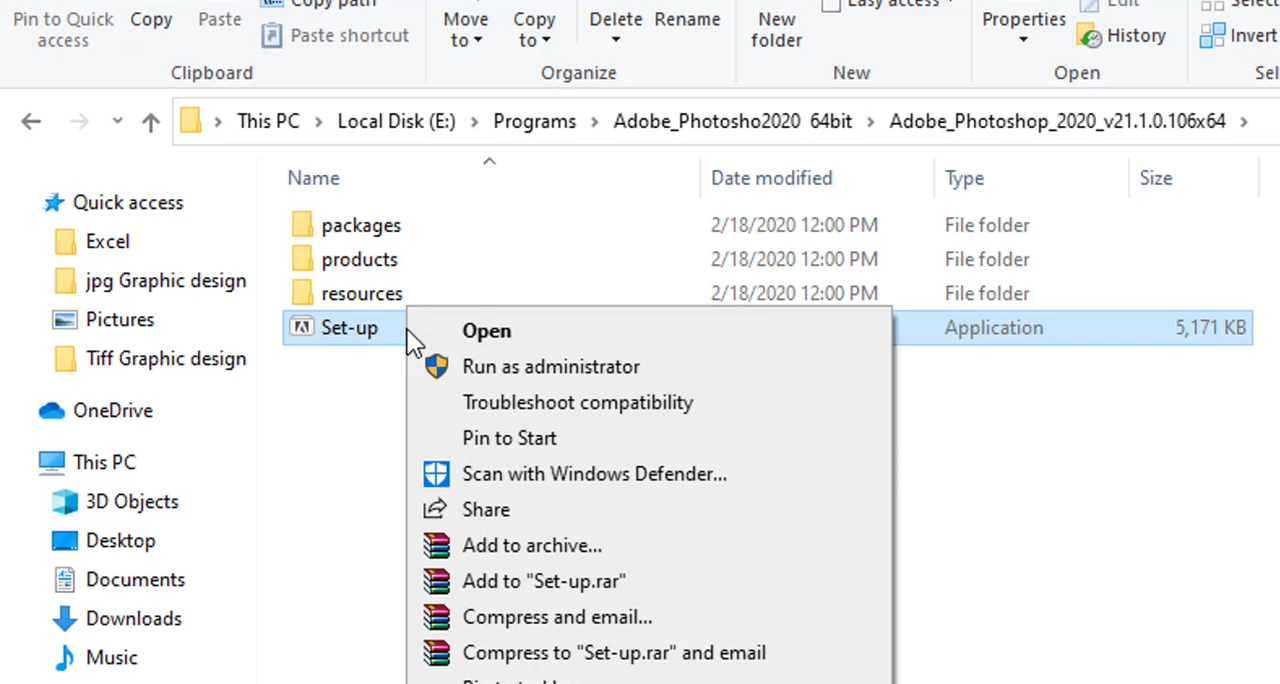 Pin to Quick access
Copy
Paste
Copy path
Paste shortcut
Clipboard
Move to
Copy to
Delete
Rename
Organize
New folder
Easy access
New
Properties
Edit
History
Open
Select
Invert
Sel
This PC > Local Disk (E:) > Programs > Adobe_Photosho2020 64bit > Adobe_Photoshop_2020_v21.1.0.106x64 >
Name Date modified Type Size
Quick access
Excel
jpg Graphic design
Pictures
Tiff Graphic design
OneDrive
This PC
3D Objects
Desktop
Documents
Downloads
Music
packages 2/18/2020 12:00 PM File folder
products 2/18/2020 12:00 PM File folder
resources 2/18/2020 12:00 PM File folder
Set-up Application 5,171 KB
Open
Run as administrator
Troubleshoot compatibility
Pin to Start
Scan with Windows Defender...
Share
Add to archive...
Add to "Set-up.rar"
Compress and email...
Compress to "Set-up.rar" and email